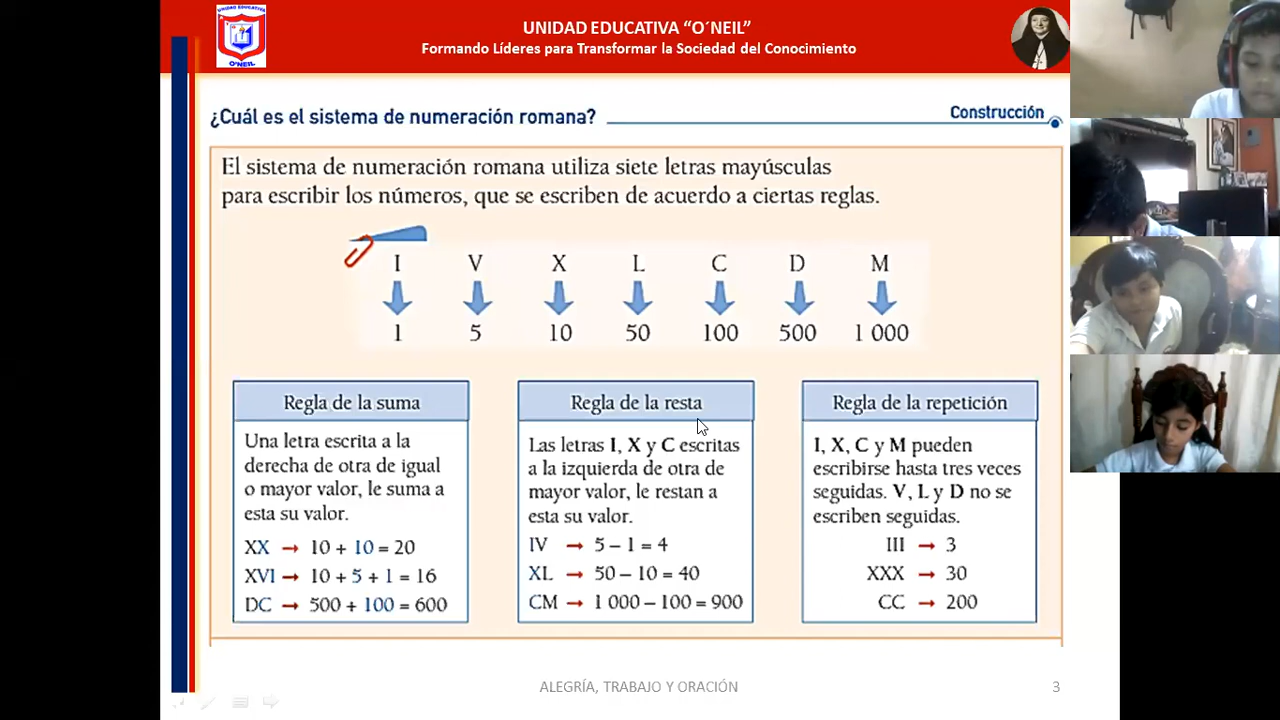 UNIDAD EDUCATIVA
O'NEIL
UNIDAD EDUCATIVA “O´NEIL”
Formando Líderes para Transformar la Sociedad del Conocimiento
¿Cuál es el sistema de numeración romana?
Construcción
El sistema de numeración romana utiliza siete letras mayúsculas
para escribir los números, que se escriben de acuerdo a ciertas reglas.
I V X L C D M
1 5 10 50 100 500 1 000
Regla de la suma
Una letra escrita a la
derecha de otra de igual
o mayor valor, le suma a
esta su valor.
XX → 10 + 10 = 20
XVI → 10 + 5 + 1 = 16
DC → 500 + 100 = 600
Regla de la resta
Las letras I, X y C escritas
a la izquierda de otra de
mayor valor, le restan a
esta su valor.
IV → 5 – 1 = 4
XL → 50 – 10 = 40
CM → 1 000 – 100 = 900
Regla de la repetición
I, X, C y M pueden
escribirse hasta tres veces
seguidas. V, L y D no se
escriben seguidas.
III → 3
XXX → 30
CC → 200
ALEGRÍA, TRABAJO Y ORACIÓN
3